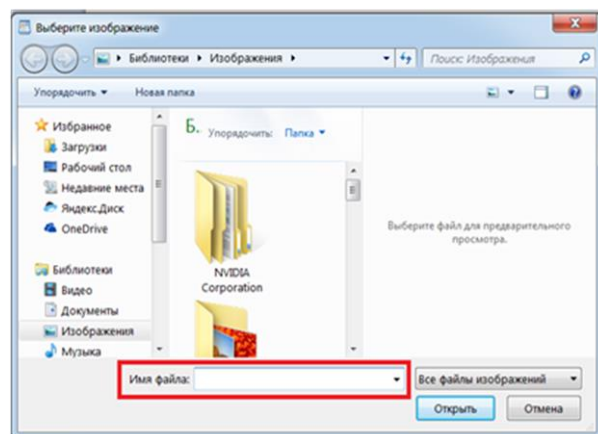 Выберите изображение
Библиотеки ▸ Изображения ▸
Поиск: Изображения
Упорядочить ▾ Новая папка
Избранное
Загрузки
Рабочий стол
Недавние места
Яндекс.Диск
OneDrive
Библиотеки
Видео
Документы
Изображения
Музыка
Б.. Упорядочить: Папка ▾
NVIDIA
Corporation
Выберите файл для предварительного
просмотра.
Имя файла:
Все файлы изображений
Открыть Отмена